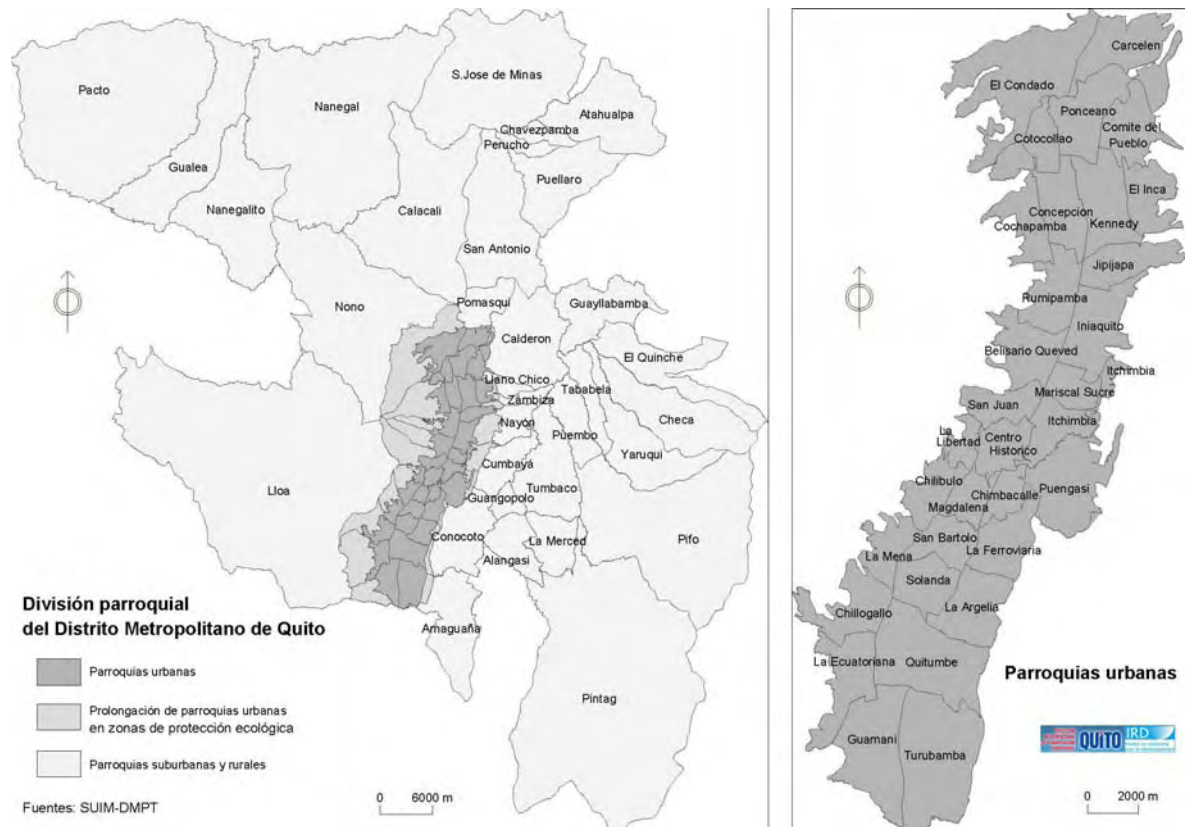 S.Jose de Minas
Pacto
Nanegal
Atahualpa
Chavezpamba
Perucho
Gualea
Puellaro
Nanegalito
Calacali
San Antonio
Nono
Pomasqui
Guayllabamba
Calderon
El Quinche
Llano Chico
Tababela
Zambiza
Checa
Nayón
Puembo
Yaruqui
Cumbayá
Lloa
Tumbaco
Guangopolo
Conocoto
La Merced
Pifo
Alangasi
Amaguaña
Pintag
División parroquial
del Distrito Metropolitano de Quito
Parroquias urbanas
Prolongación de parroquias urbanas
en zonas de protección ecológica
Parroquias suburbanas y rurales
Fuentes: SUIM-DMPT
0 6000 m
Carcelen
El Condado
Ponceano
Comite del
Pueblo
Cotocollao
El Inca
Concepción
Cochapamba
Kennedy
Jipijapa
Rumipamba
Iniaquito
Belisario Queved
Itchimbia
Mariscal Sucre
San Juan
Itchimbia
La
Libertad
Centro
Historico
Chilibulo
Puengasi
Chimbacalle
Magdalena
San Bartolo
La Ferroviaria
La Mena
Solanda
La Argelia
Chillogallo
La Ecuatoriana
Quitumbe
Parroquias urbanas
Guamani
Turubamba
QUITO
IRD
0 2000 m